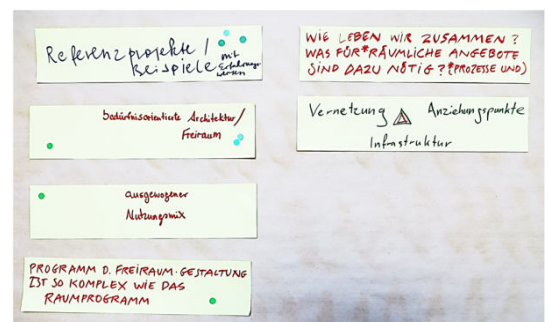 Referenzprojekte /
Beispiele mit Erfahrungs-
werten
bedürfnisorientierte Architektur/
Freiraum
ausgewogener
Nutzungsmix
PROGRAMM D. FREIRAUM-GESTALTUNG
IST SO KOMPLEX WIE DAS
RAUMPROGRAMM
WIE LEBEN WIR ZUSAMMEN?
WAS FÜR *RÄUMLICHE ANGEBOTE
SIND DAZU NÖTIG? *(PROZESSE UND)
Vernetzung Anziehungspunkte
Infrastruktur